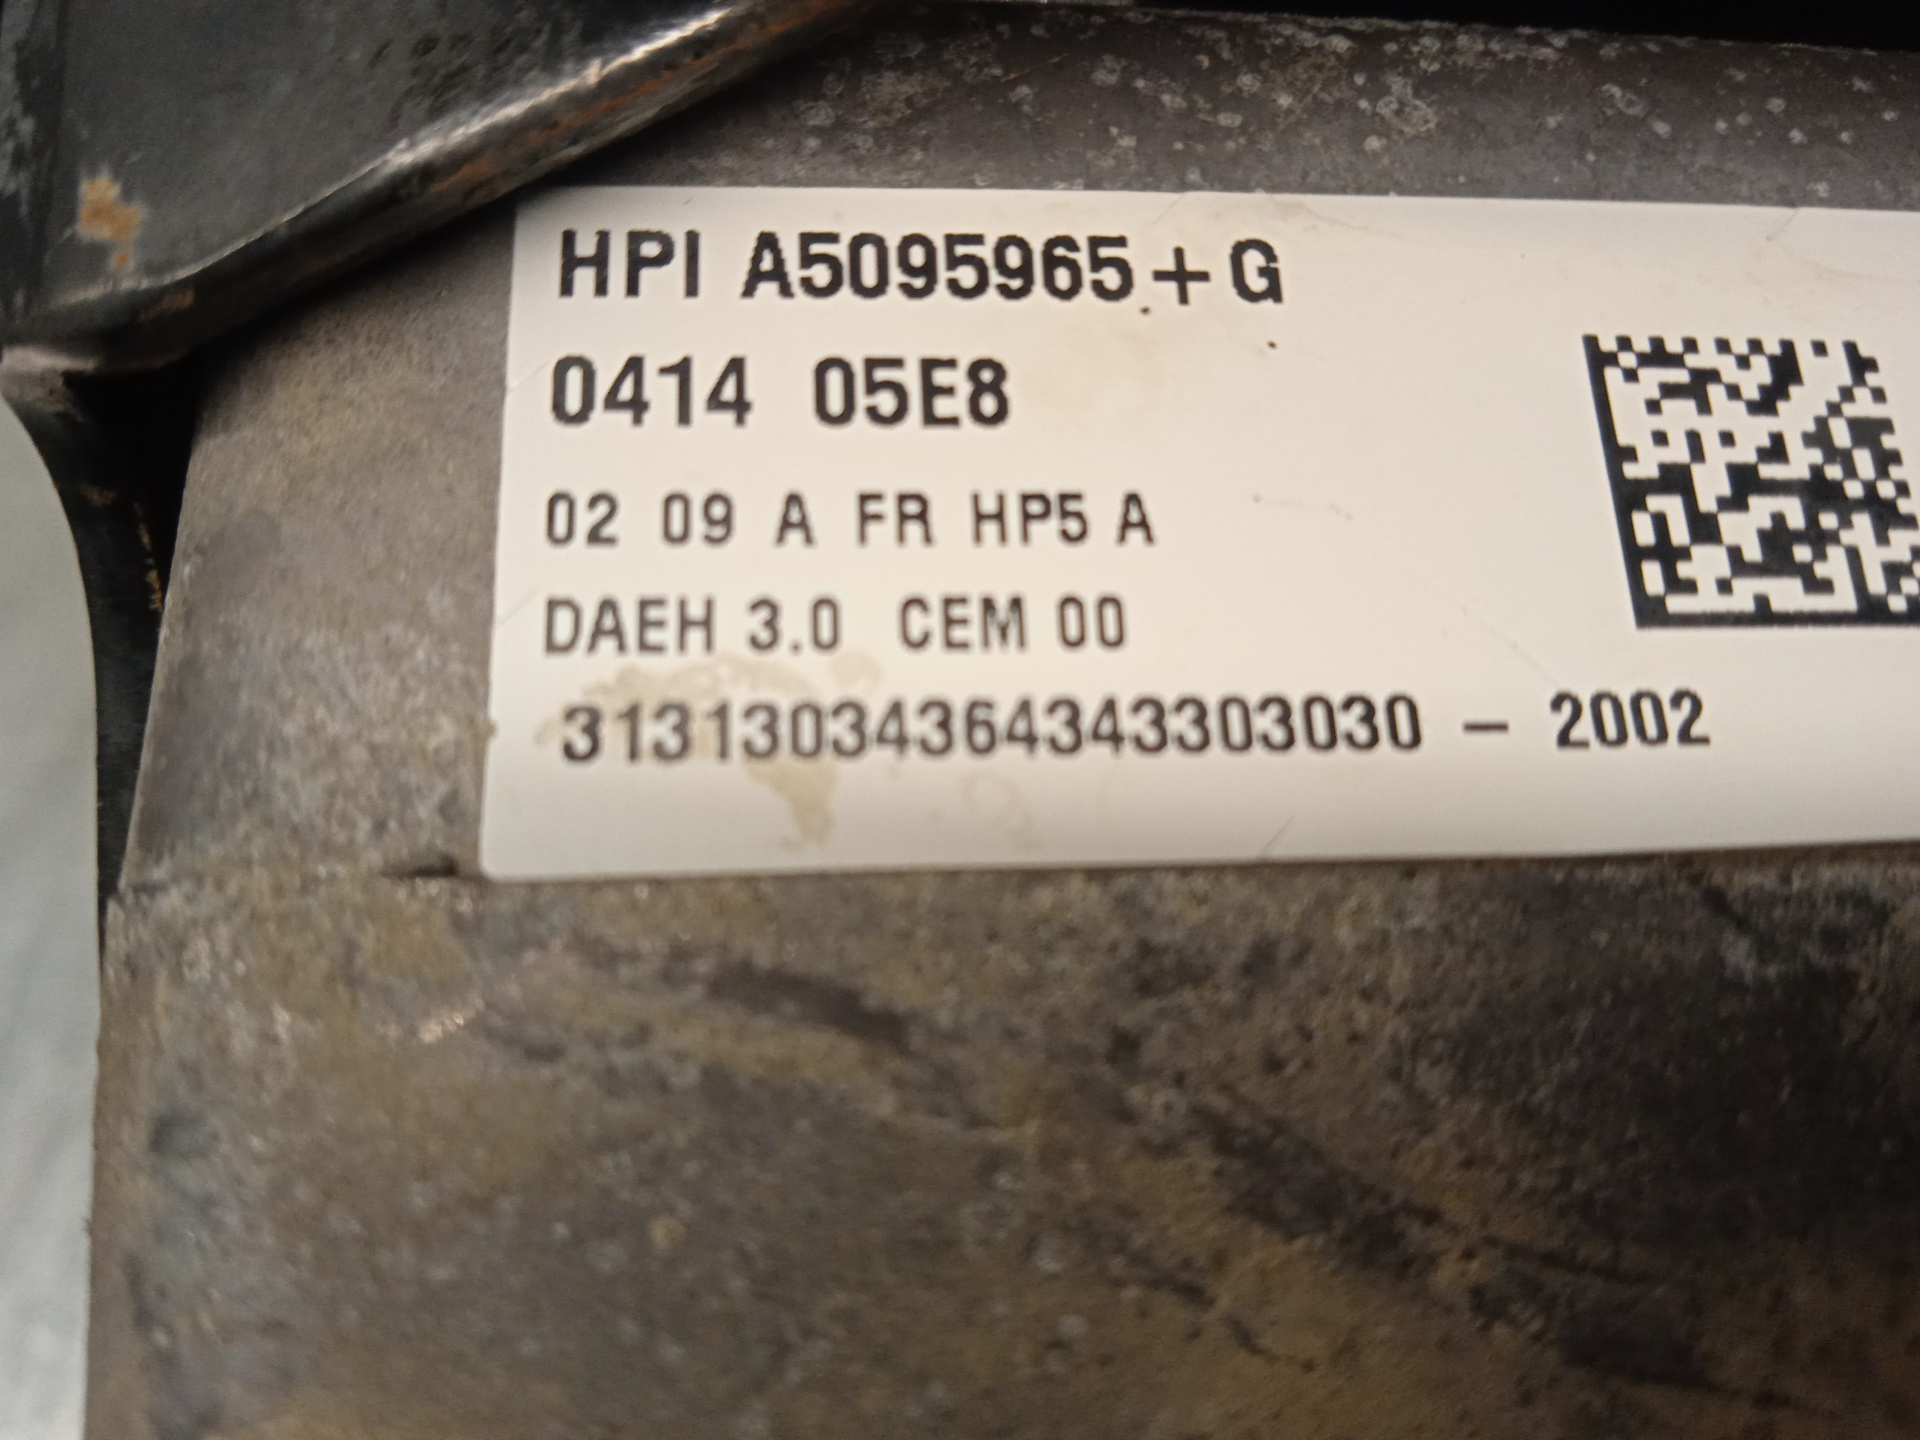 HPI A5095965+G
0414 05E8
02 09 A FR HP5 A
DAEH 3.0 CEM 00
31313034364343303030 - 2002